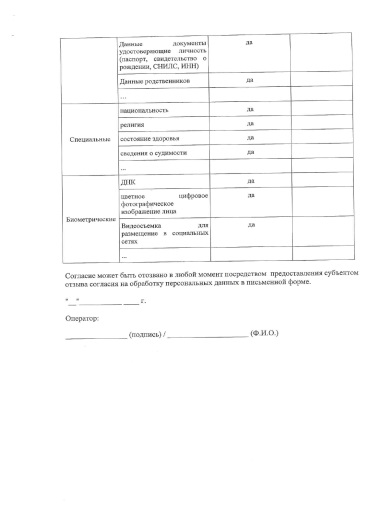 Данные документы да
удостоверяющие личность
(паспорт, свидетельство о
рождении, СНИЛС, ИНН)
Данные родственников да
...
Специальные
национальность да
религия да
состояние здоровья да
сведения о судимости да
...
Биометрические
ДНК да
цветное цифровое да
фотографическое
изображение лица
Видеосъемка для да
размещения в социальных
сетях
...
Согласие может быть отозвано в любой момент посредством предоставления субъектом
отзыва согласия на обработку персональных данных в письменной форме.
"__"____________ ____ г.
Оператор:
________________ (подпись) / _____________________ (Ф.И.О.)